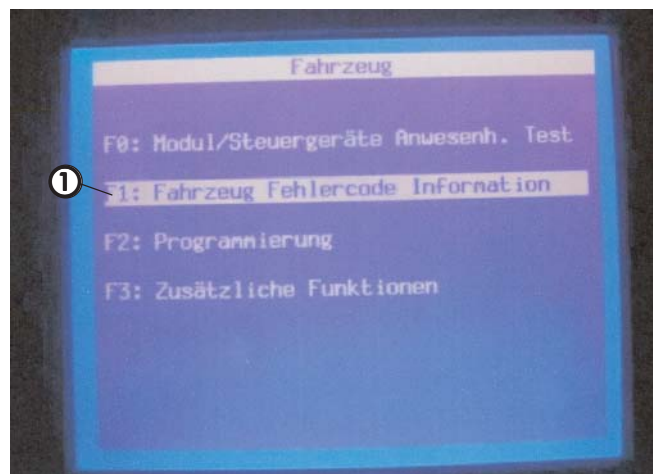 Fahrzeug
F0: Modul/Steuergeräte Anwesenh. Test
① F1: Fahrzeug Fehlercode Information
F2: Programmierung
F3: Zusätzliche Funktionen